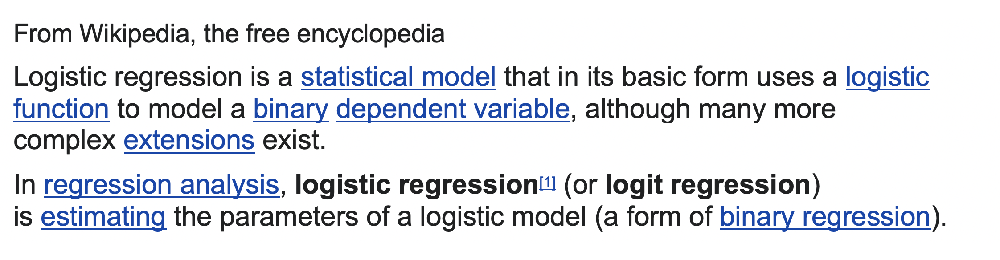 From Wikipedia, the free encyclopedia
Logistic regression is a statistical model that in its basic form uses a logistic
function to model a binary dependent variable, although many more
complex extensions exist.
In regression analysis, logistic regression[1] (or logit regression)
is estimating the parameters of a logistic model (a form of binary regression).